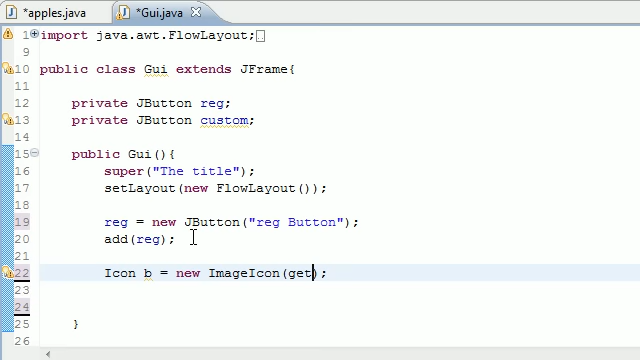 *apples.java *Gui.java
1 import java.awt.FlowLayout;
9
10 public class Gui extends JFrame{
11
12 private JButton reg;
13 private JButton custom;
14
15 public Gui(){
16 super("The title");
17 setLayout(new FlowLayout());
18
19 reg = new JButton("reg Button");
20 add(reg);
21
22 Icon b = new ImageIcon(get);
23
24
25 }
26